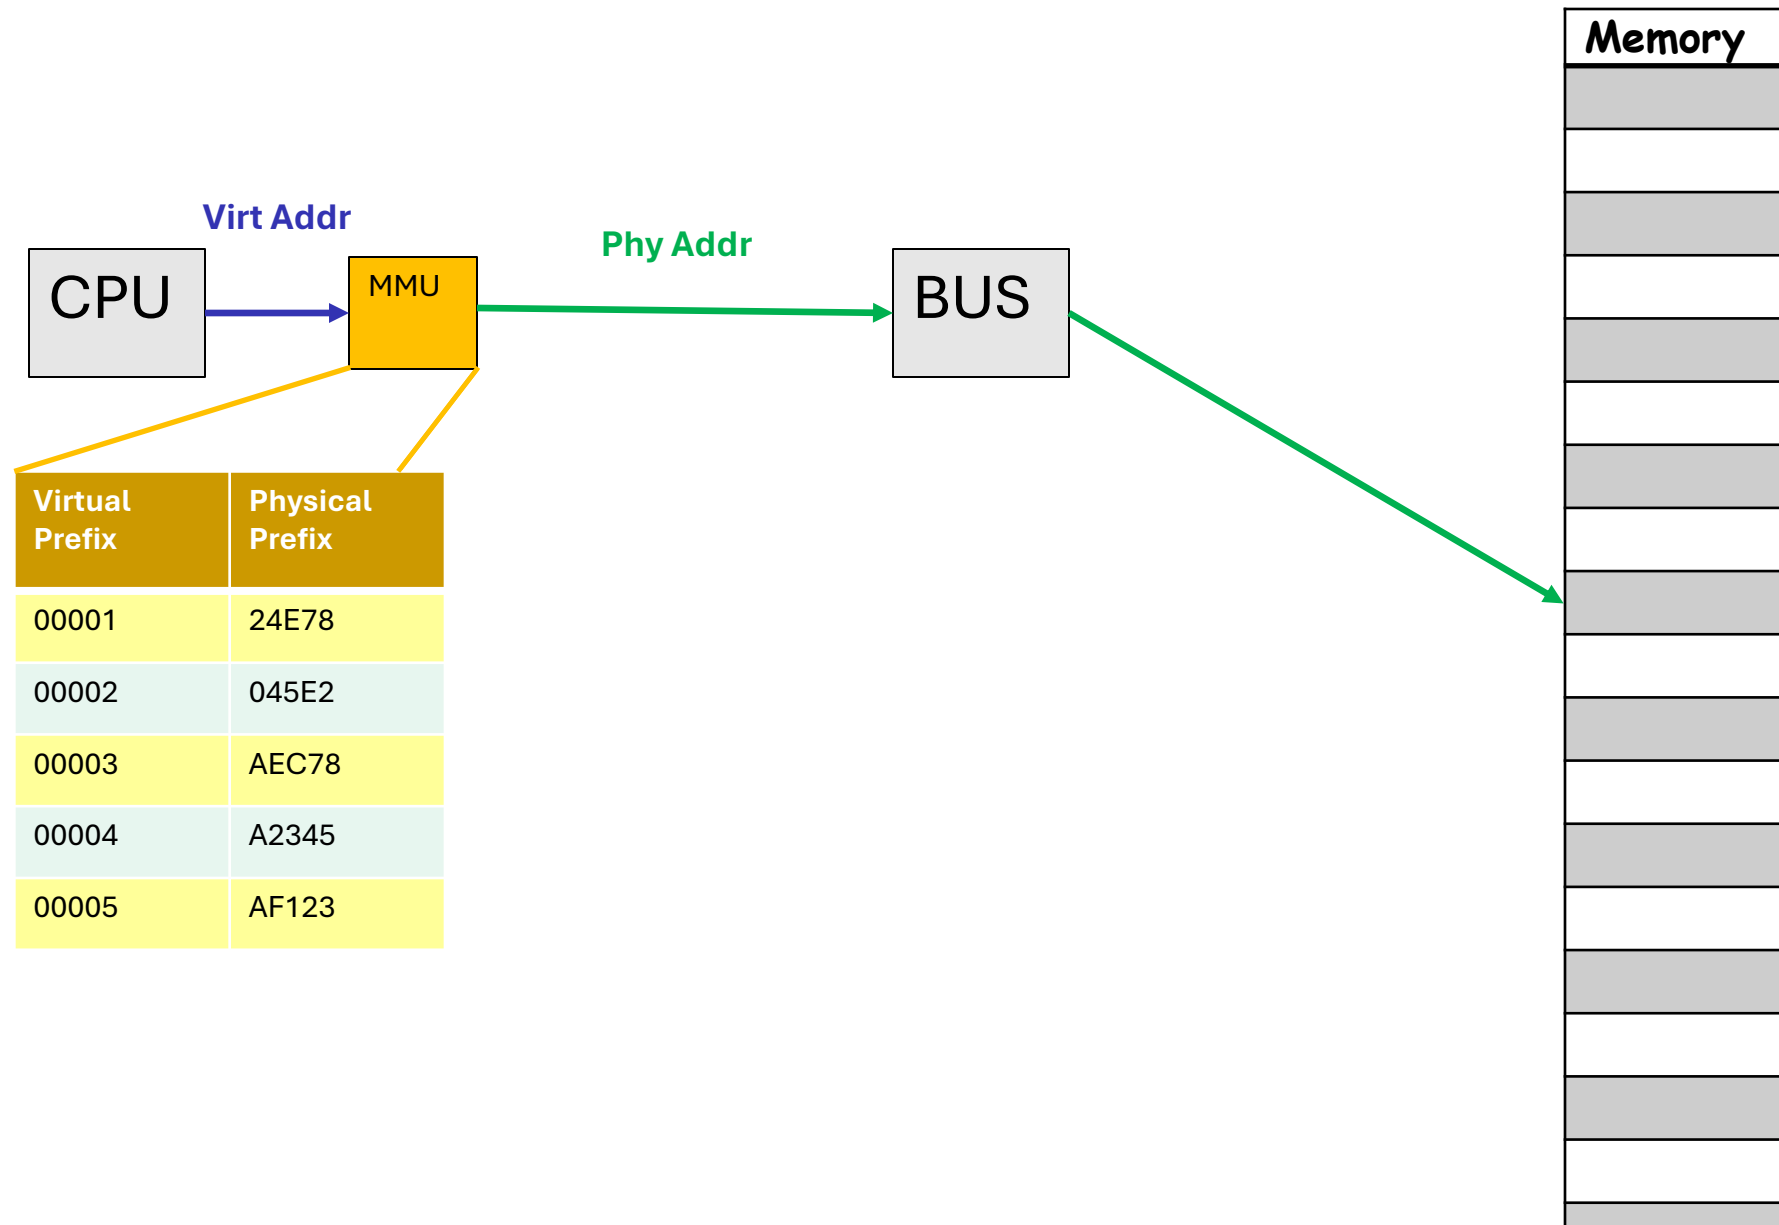 Memory
Virt Addr
Phy Addr
CPU
MMU
BUS
Virtual
Prefix
Physical
Prefix
00001
24E78
00002
045E2
00003
AEC78
00004
A2345
00005
AF123